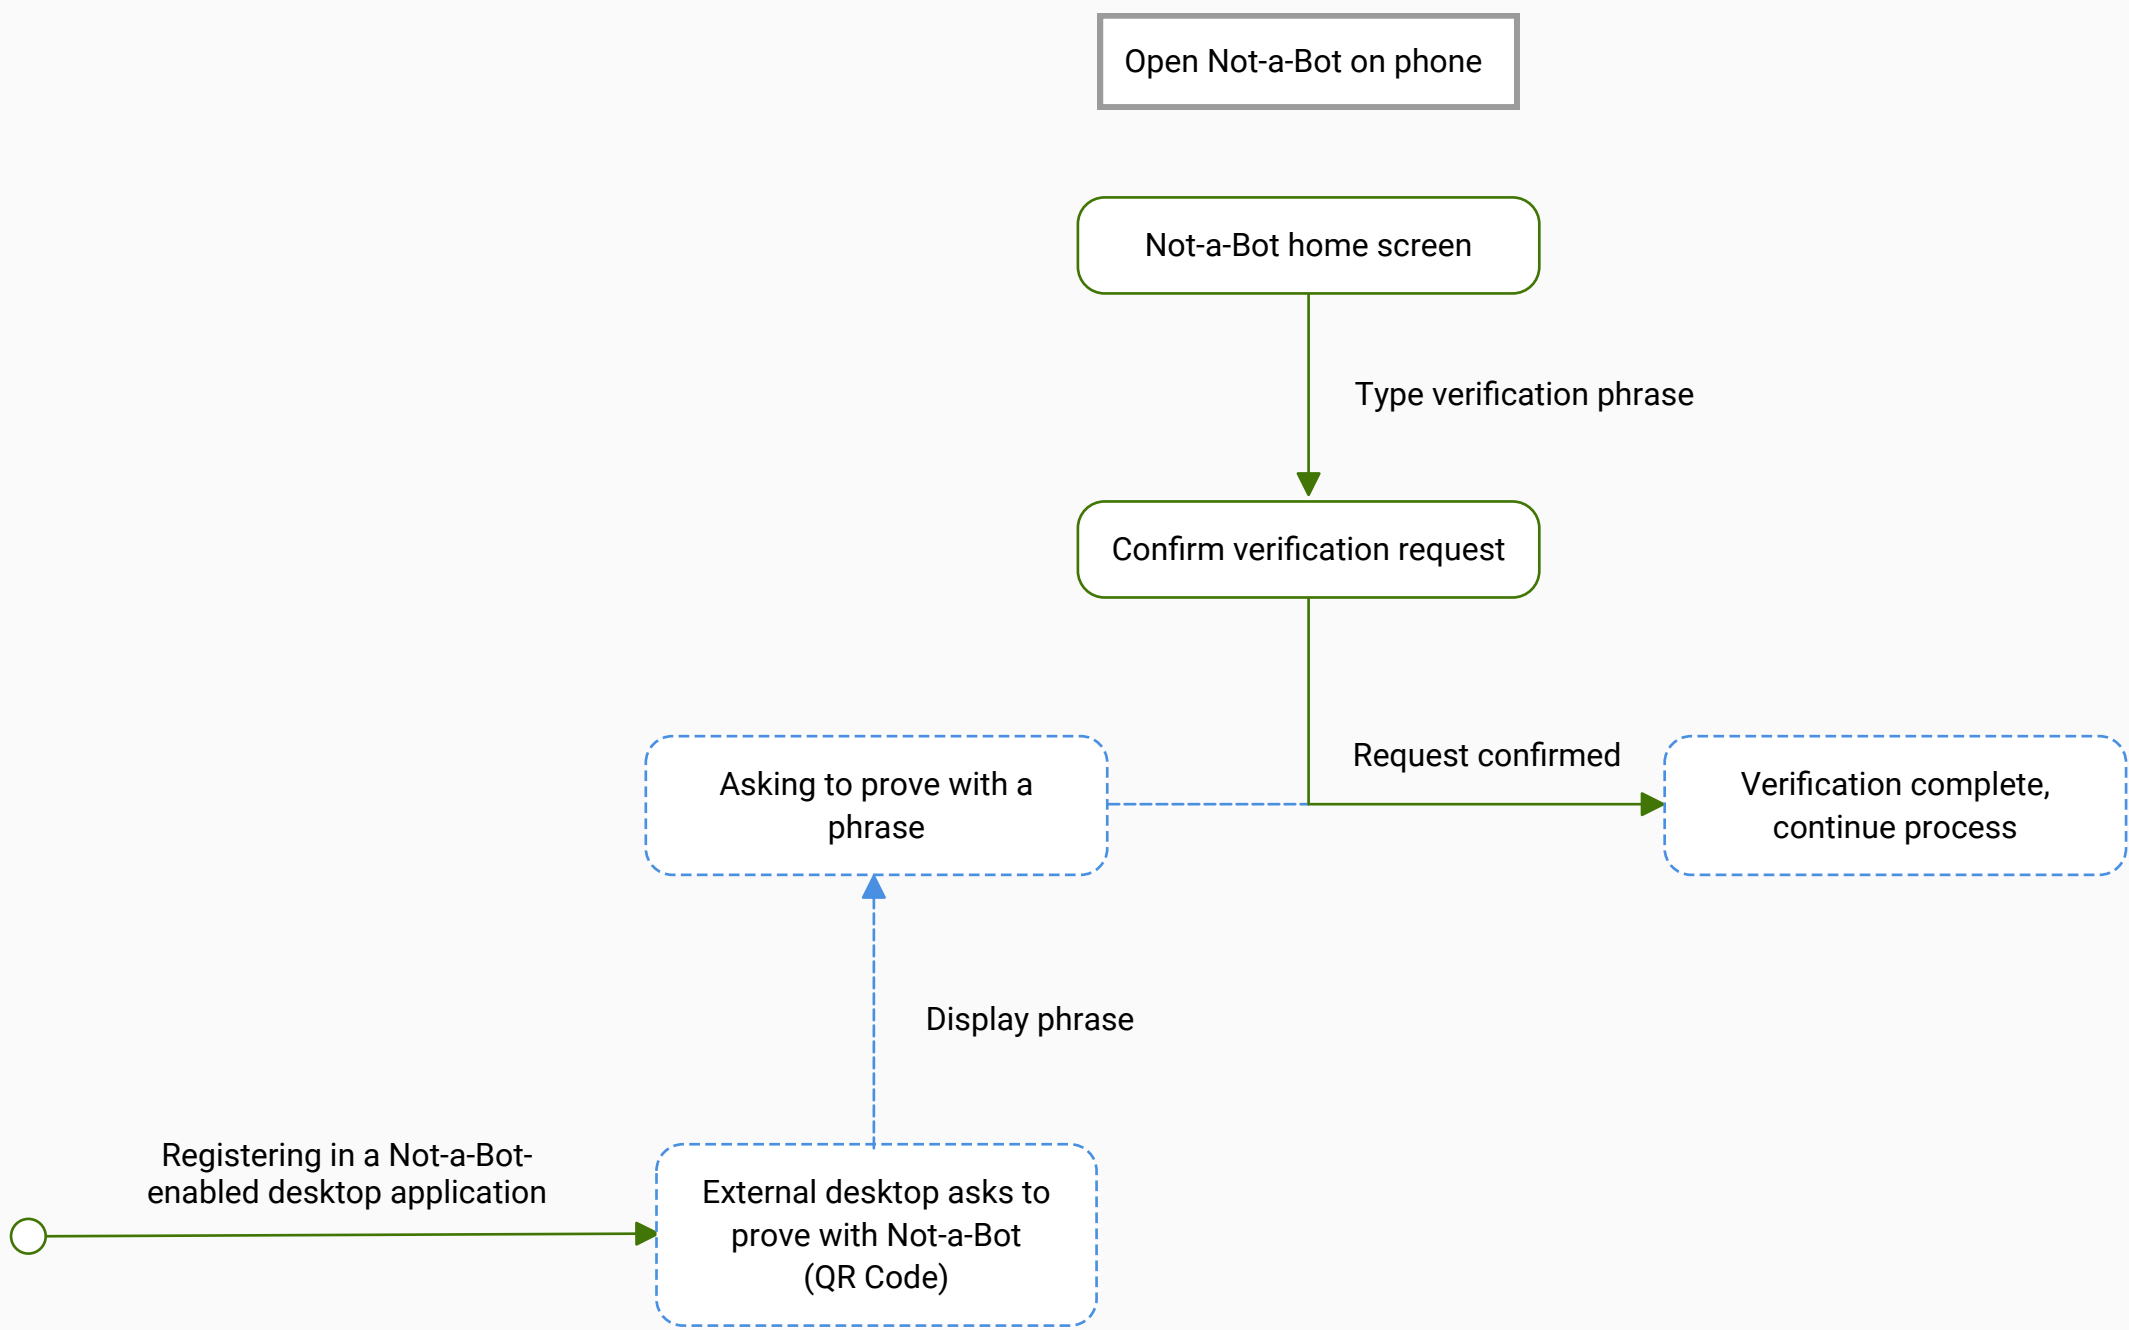 Open Not-a-Bot on phone
Not-a-Bot home screen
Type verification phrase
Confirm verification request
Request confirmed
Asking to prove with a
phrase
Verification complete,
continue process
Display phrase
Registering in a Not-a-Bot-
enabled desktop application
External desktop asks to
prove with Not-a-Bot
(QR Code)